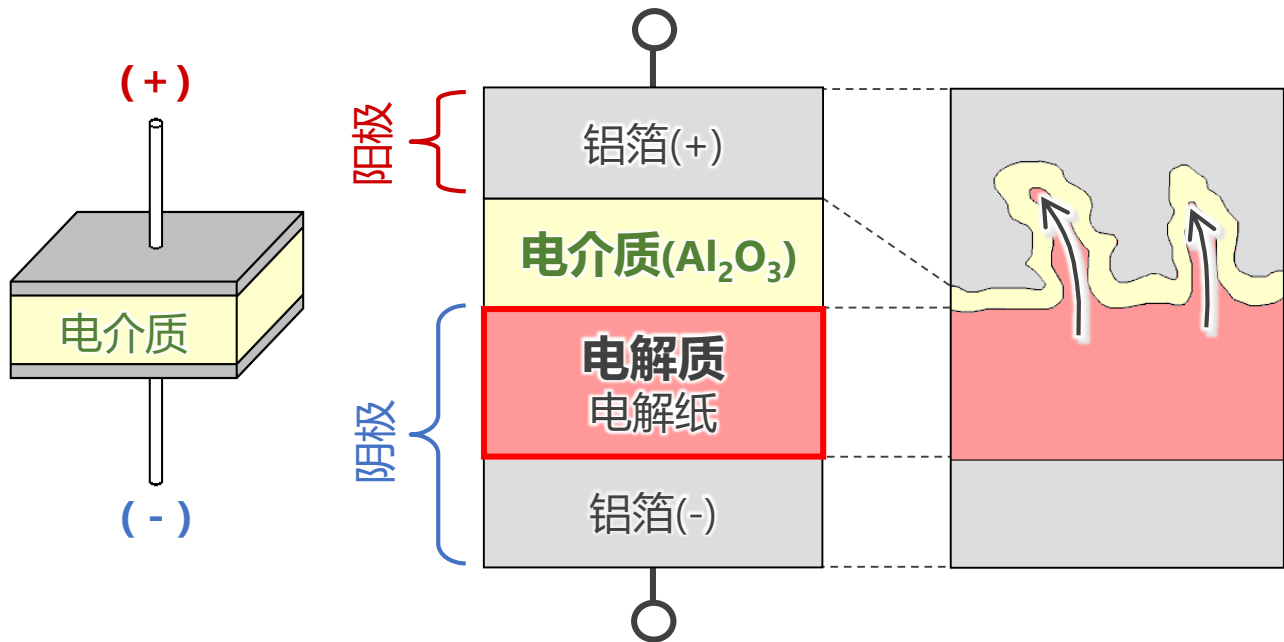 ( + )
电介质
( - )
阳极
铝箔(+)
电介质(Al₂O₃)
阴极
电解质
电解纸
铝箔(-)